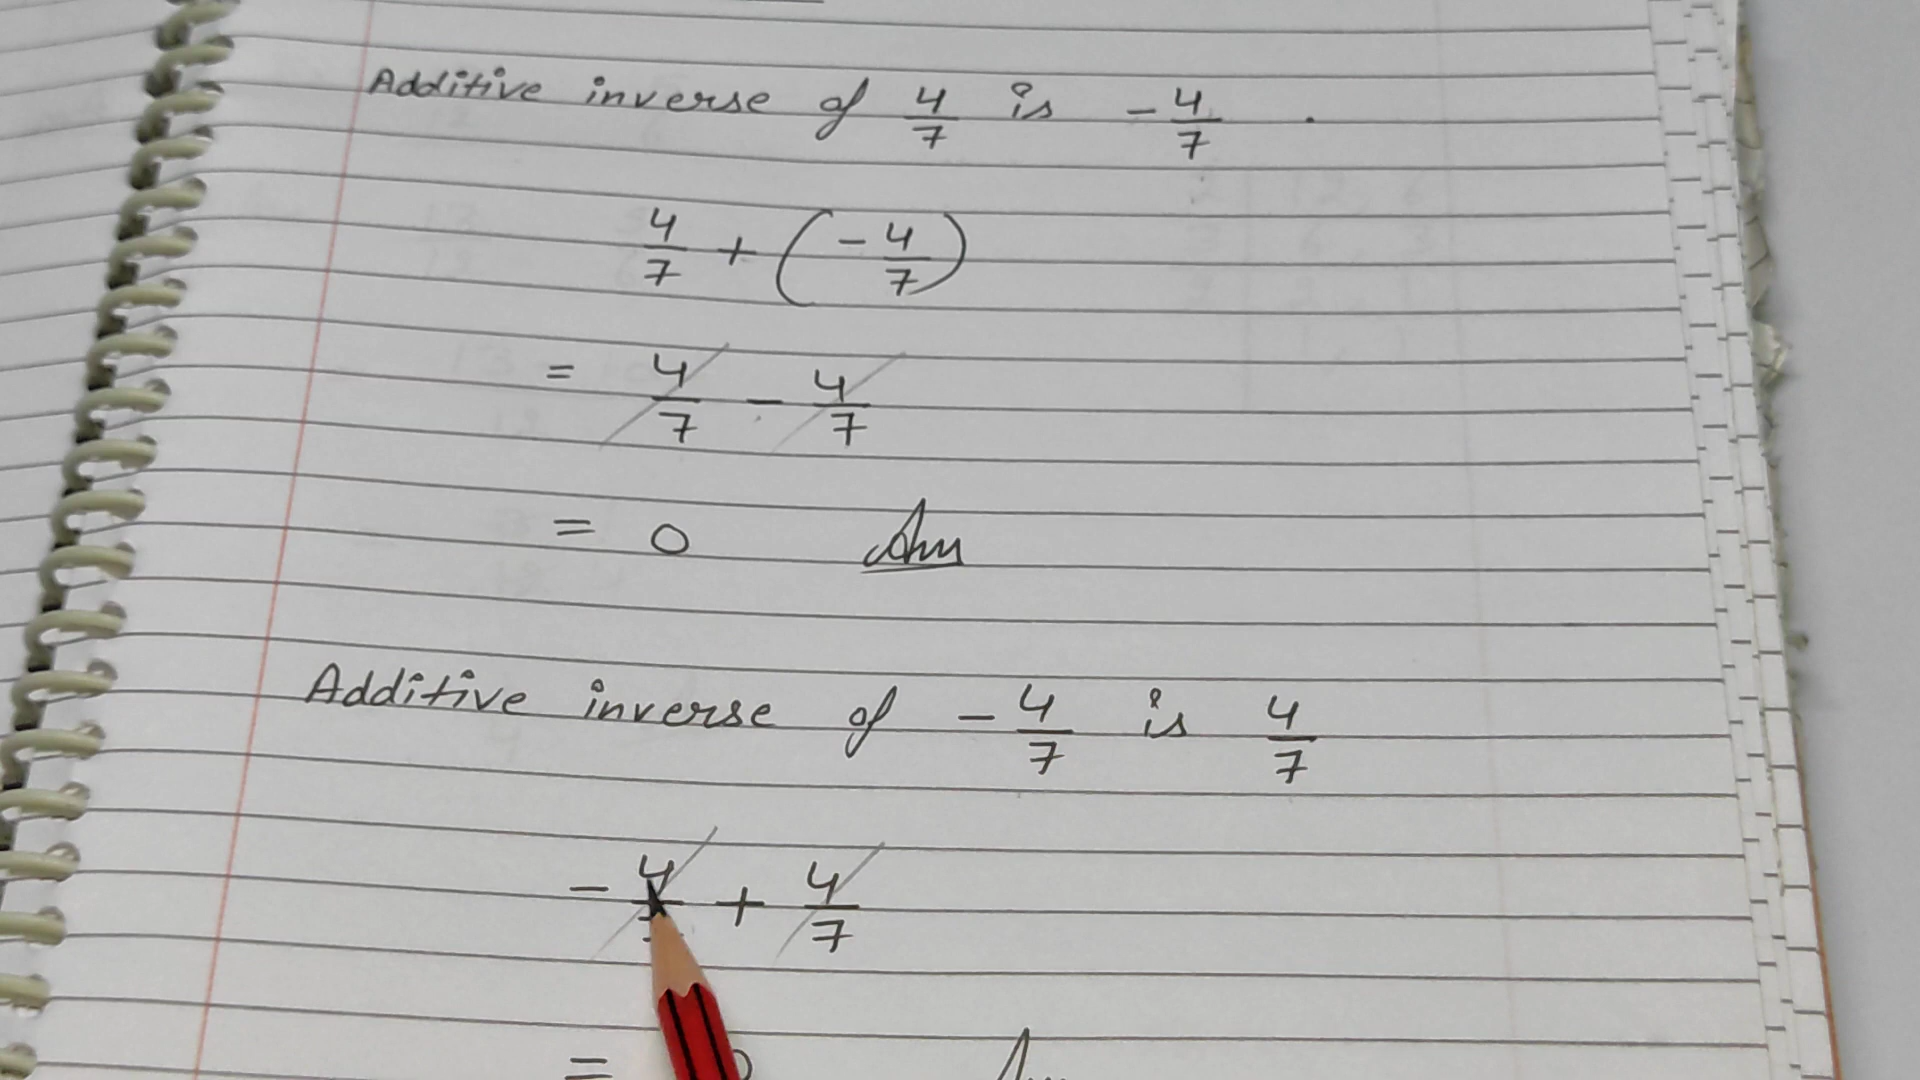 Additive inverse of 4/7 is -4/7 .
4/7 + (-4/7)
= 4/7 - 4/7
= 0 Ans
Additive inverse of -4/7 is 4/7
- 4/7 + 4/7
= 0